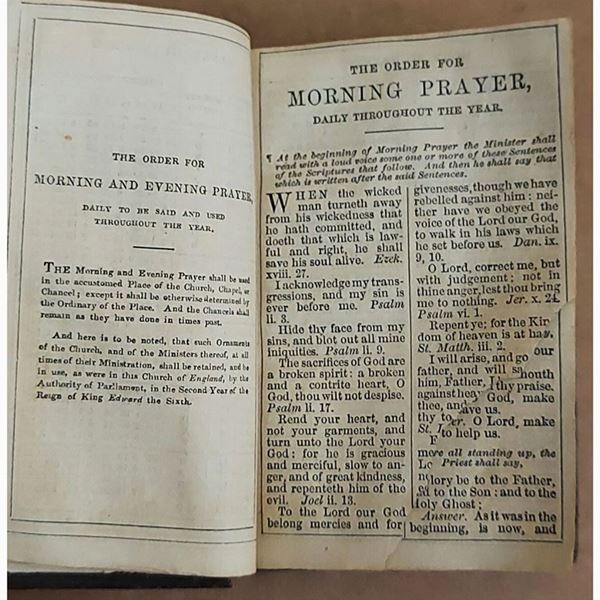 THE ORDER FOR
MORNING AND EVENING PRAYER,
DAILY TO BE SAID AND USED
THROUGHOUT THE YEAR.
THE Morning and Evening Prayer shall be used
in the accustomed Place of the Church, Chapel, or
Chancel; except it shall be otherwise determined by
the Ordinary of the Place. And the Chancels shall
remain as they have done in times past.
And here is to be noted, that such Ornaments
of the Church, and of the Ministers thereof, at all
times of their Ministration, shall be retained, and be
in use, as were in this Church of England, by the
Authority of Parliament, in the Second Year of the
Reign of King Edward the Sixth.
THE ORDER FOR
MORNING PRAYER,
DAILY THROUGHOUT THE YEAR.
¶ At the beginning of Morning Prayer the Minister shall
read with a loud voice some one or more of these Sentences
of the Scriptures that follow. And then he shall say that
which is written after the said Sentences.
WHEN the wicked
man turneth away
from his wickedness that
he hath committed, and
doeth that which is law-
ful and right, he shall
save his soul alive. Ezek.
xviii. 27.
I acknowledge my trans-
gressions, and my sin is
ever before me. Psalm
li. 3.
Hide thy face from my
sins, and blot out all mine
iniquities. Psalm li. 9.
The sacrifices of God are
a broken spirit: a broken
and a contrite heart, O
God, thou wilt not despise.
Psalm li. 17.
Rend your heart, and
not your garments, and
turn unto the Lord your
God: for he is gracious
and merciful, slow to an-
ger, and of great kindness,
and repenteth him of the
evil. Joel ii. 13.
To the Lord our God
belong mercies and for
givenesses, though we have
rebelled against him: nei-
ther have we obeyed the
voice of the Lord our God,
to walk in his laws which
he set before us. Dan. ix.
9, 10.
O Lord, correct me, but
with judgement; not in
thine anger, lest thou bring
me to nothing. Jer. x. 24.
Psalm vi. 1.
Repent ye; for the Kin
dom of heaven is at ha
St. Matth. iii. 2.
I will arise, and go our
father, and will s outh
him, Father, I thy praise.
against hea God, make
thee, and ave us.
thy to er. O Lord, make
St. to help us.
all standing up, the
Priest shall say,
lory be to the Father,
to the Son: and to the
Holy Ghost;
Answer. As it was in the
beginning, is now, and